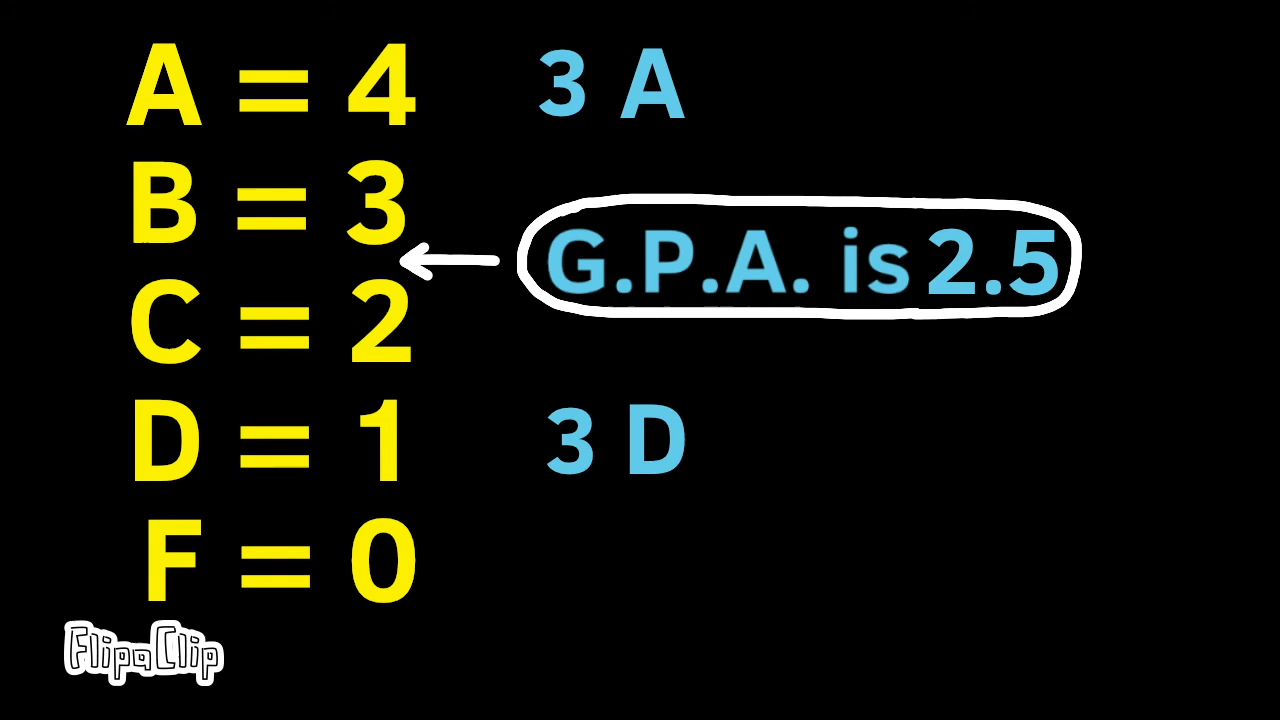 A = 4 3 A
B = 3
G.P.A. is 2.5
C = 2
D = 1 3 D
F = 0
FlipaClip